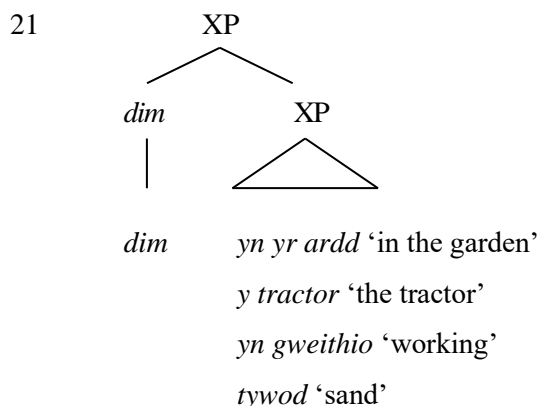 21 XP
dim XP
dim yn yr ardd ‘in the garden’
y tractor ‘the tractor’
yn gweithio ‘working’
tywod ‘sand’